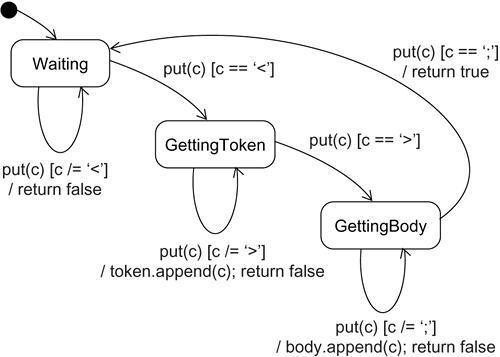 put(c) [c == ‘;’]
/ return true
Waiting
put(c) [c == ‘<’]
put(c) [c /= ‘<’]
/ return false
GettingToken
put(c) [c == ‘>’]
put(c) [c /= ‘>’]
/ token.append(c); return false
GettingBody
put(c) [c /= ‘;’]
/ body.append(c); return false